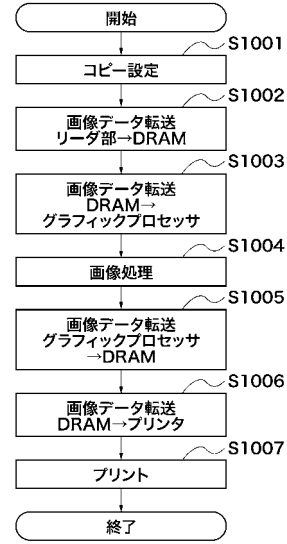 開始
S1001
コピー設定
S1002
画像データ転送
リーダ部→DRAM
S1003
画像データ転送
DRAM→
グラフィックプロセッサ
S1004
画像処理
S1005
画像データ転送
グラフィックプロセッサ
→DRAM
S1006
画像データ転送
DRAM→プリンタ
S1007
プリント
終了